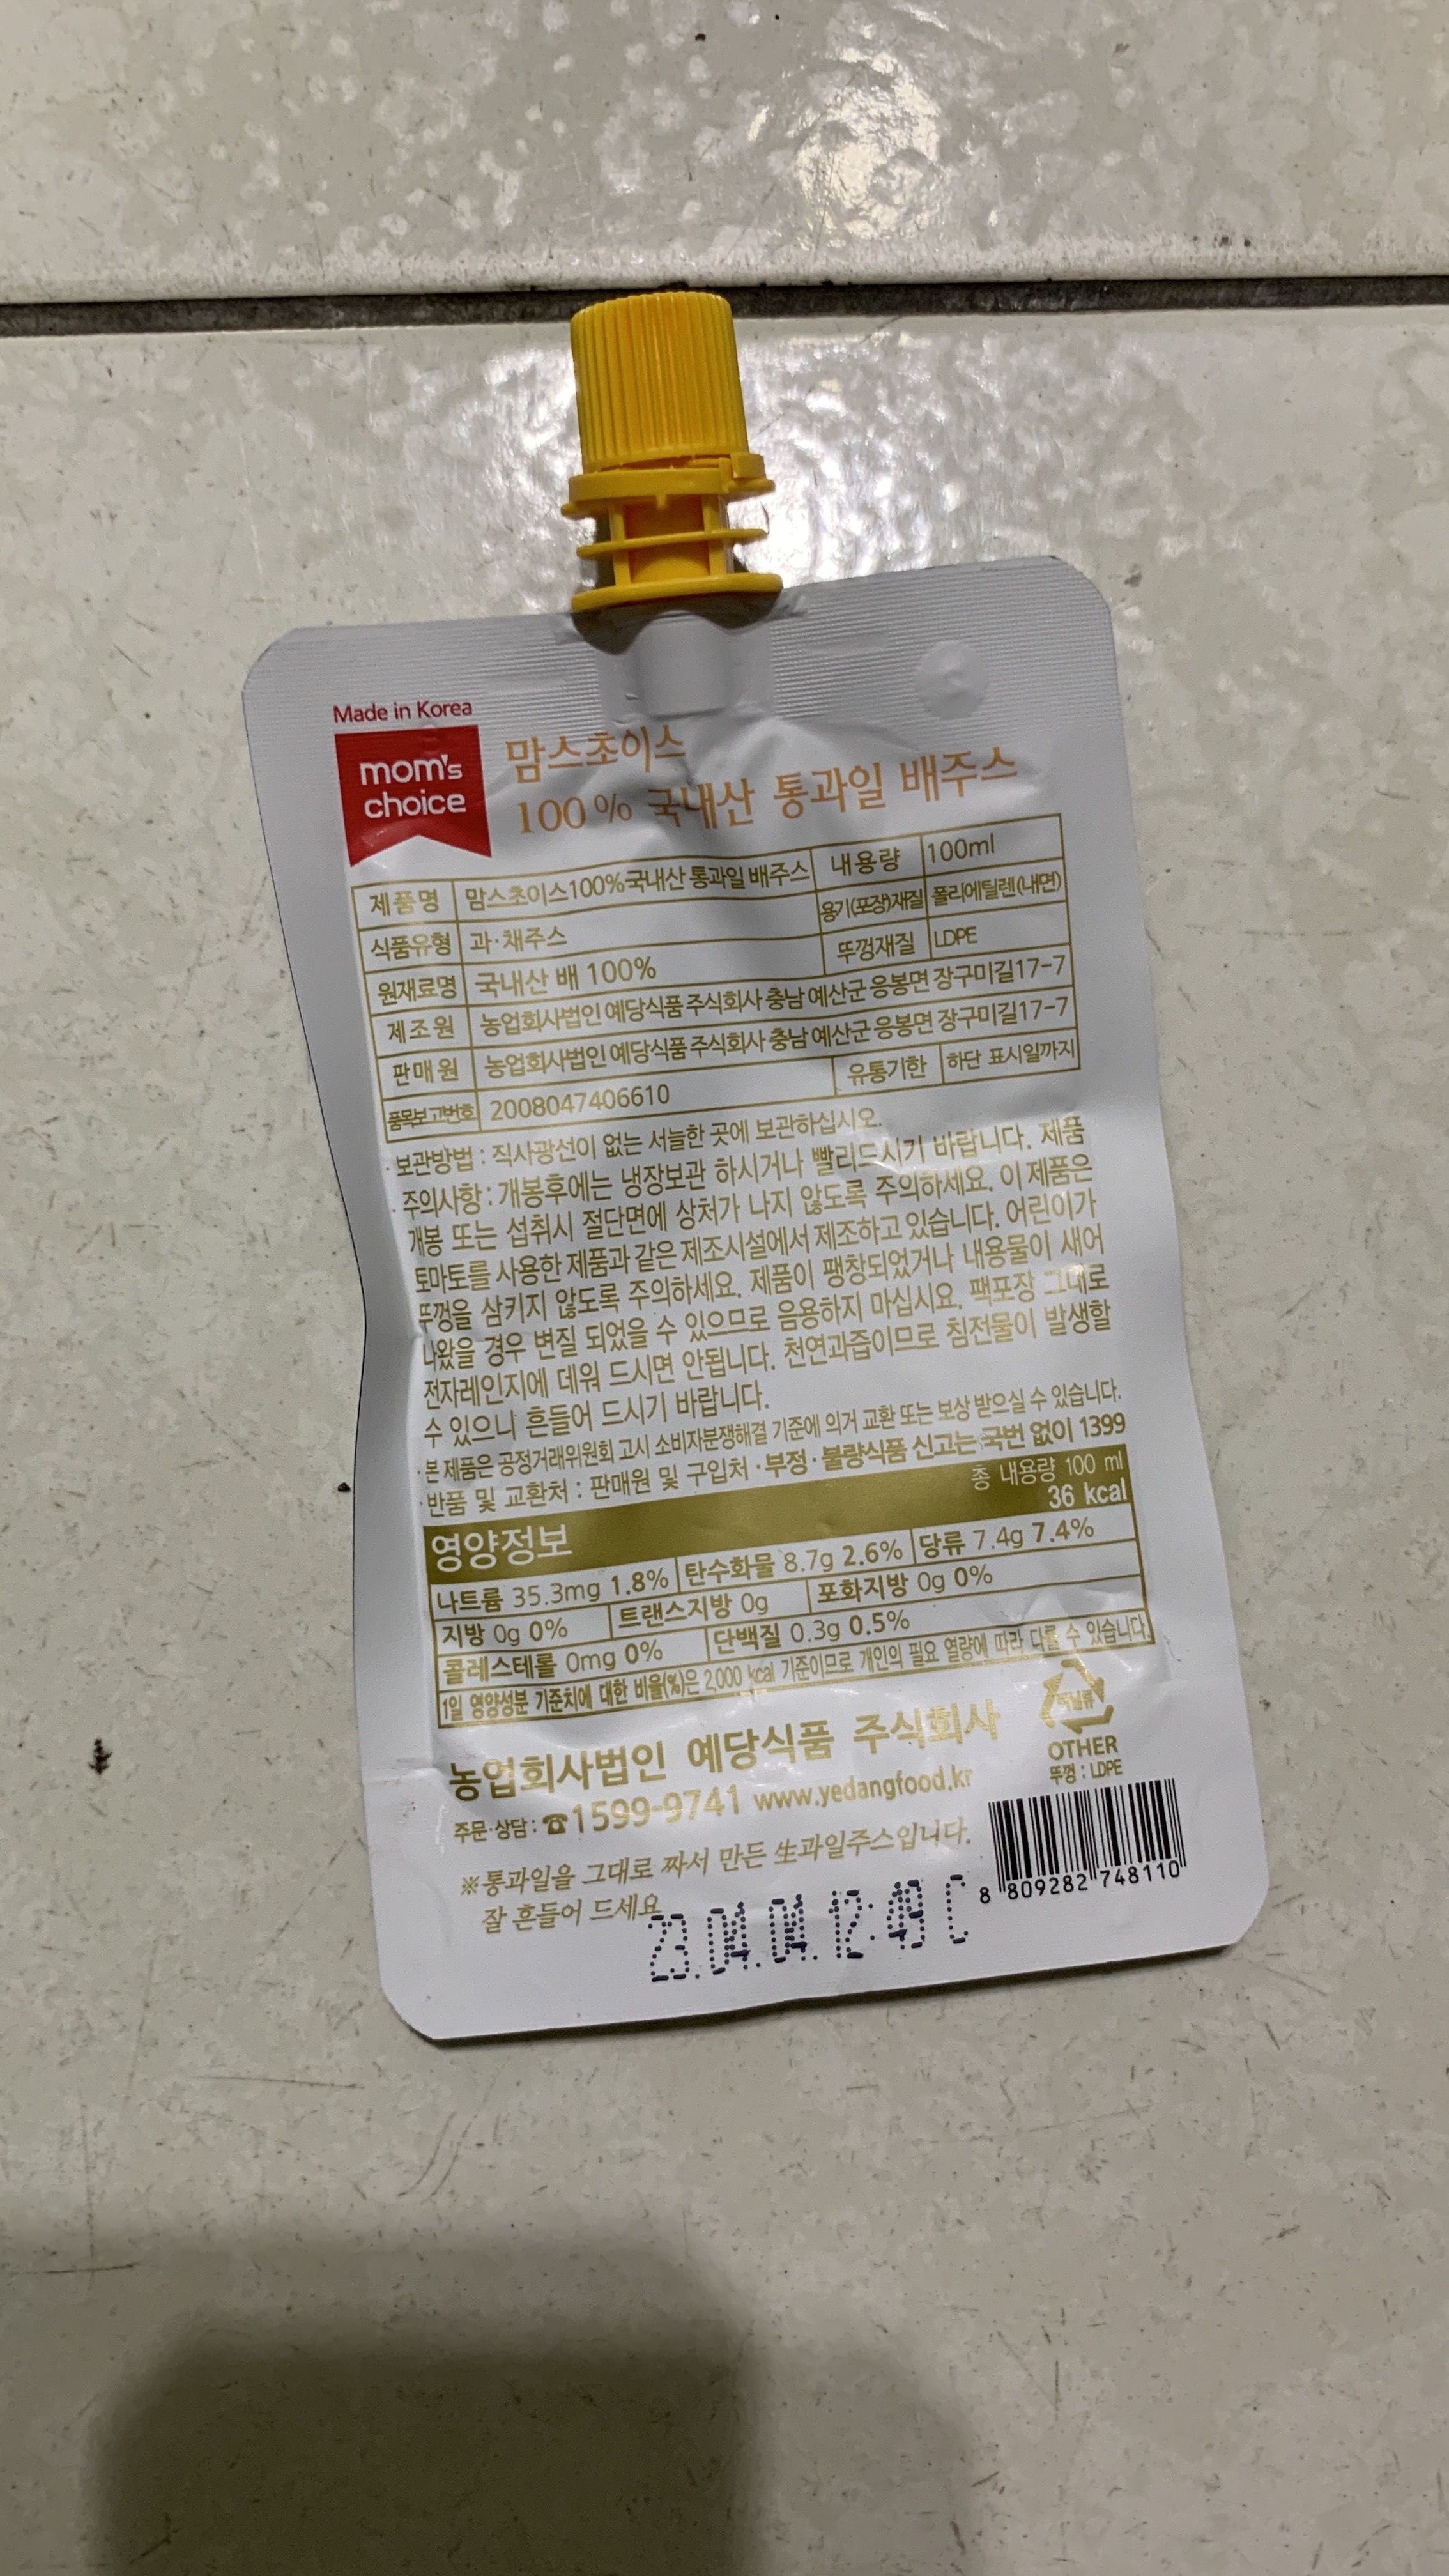 Made in Korea
mom's
choice
맘스초이스
100% 국내산 통과일 배주스
제품명 맘스초이스100%국내산 통과일 배주스 내용량 100ml
식품유형 과·채주스 용기(포장)재질 폴리에틸렌(내면)
원재료명 국내산 배 100% 뚜껑재질 LDPE
제조원 농업회사법인 예당식품 주식회사 충남 예산군 응봉면 장구미길17-7
판매원 농업회사법인 예당식품 주식회사 충남 예산군 응봉면 장구미길17-7
품목보고번호 2008047406610 유통기한 하단 표시일까지
· 보관방법 : 직사광선이 없는 서늘한 곳에 보관하십시오.
· 주의사항 : 개봉후에는 냉장보관 하시거나 빨리드시기 바랍니다. 제품
개봉 또는 섭취시 절단면에 상처가 나지 않도록 주의하세요. 이 제품은
토마토를 사용한 제품과 같은 제조시설에서 제조하고 있습니다. 어린이가
뚜껑을 삼키지 않도록 주의하세요. 제품이 팽창되었거나 내용물이 새어
나왔을 경우 변질 되었을 수 있으므로 음용하지 마십시요. 팩포장 그대로
전자레인지에 데워 드시면 안됩니다. 천연과즙이므로 침전물이 발생할
수 있으니 흔들어 드시기 바랍니다.
· 본 제품은 공정거래위원회 고시 소비자분쟁해결 기준에 의거 교환 또는 보상 받으실 수 있습니다.
· 반품 및 교환처 : 판매원 및 구입처 · 부정·불량식품 신고는 국번 없이 1399
영양정보 총 내용량 100 ml
36 kcal
나트륨 35.3mg 1.8% 탄수화물 8.7g 2.6% 당류 7.4g 7.4%
지방 0g 0% 트랜스지방 0g 포화지방 0g 0%
콜레스테롤 0mg 0% 단백질 0.3g 0.5%
1일 영양성분 기준치에 대한 비율(%)은 2,000 kcal 기준이므로 개인의 필요 열량에 따라 다를 수 있습니다.
농업회사법인 예당식품 주식회사
주문·상담 : ☎1599-9741 www.yedangfood.kr
비닐류
OTHER
뚜껑 : LDPE
※통과일을 그대로 짜서 만든 生과일주스입니다.
잘 흔들어 드세요
8 809282 748110
23.04.04. 12:49 C